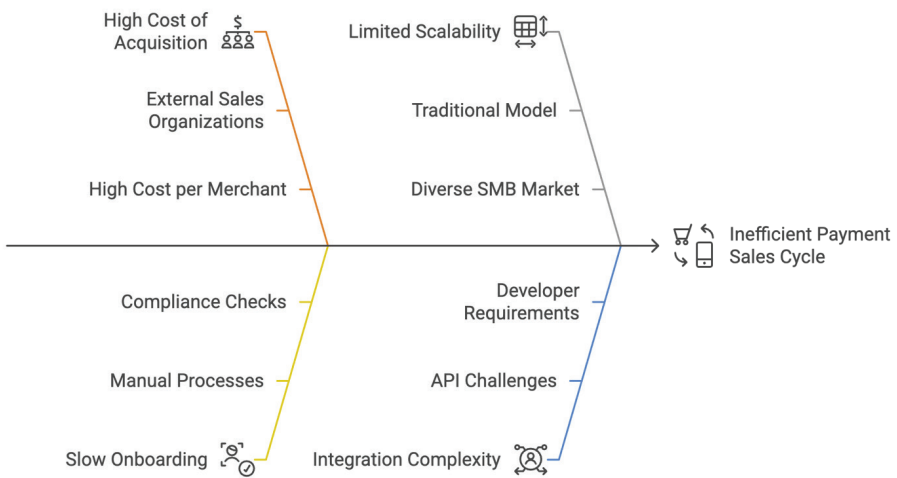 High Cost of
Acquisition
Limited Scalability
External Sales
Organizations
Traditional Model
High Cost per Merchant
Diverse SMB Market
Inefficient Payment
Sales Cycle
Compliance Checks
Developer
Requirements
Manual Processes
API Challenges
Slow Onboarding
Integration Complexity